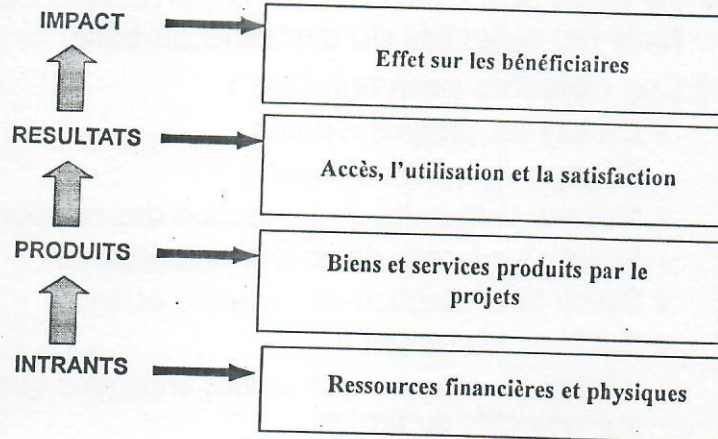 IMPACT
Effet sur les bénéficiaires
RESULTATS
Accès, l'utilisation et la satisfaction
PRODUITS
Biens et services produits par le
projets
INTRANTS
Ressources financières et physiques